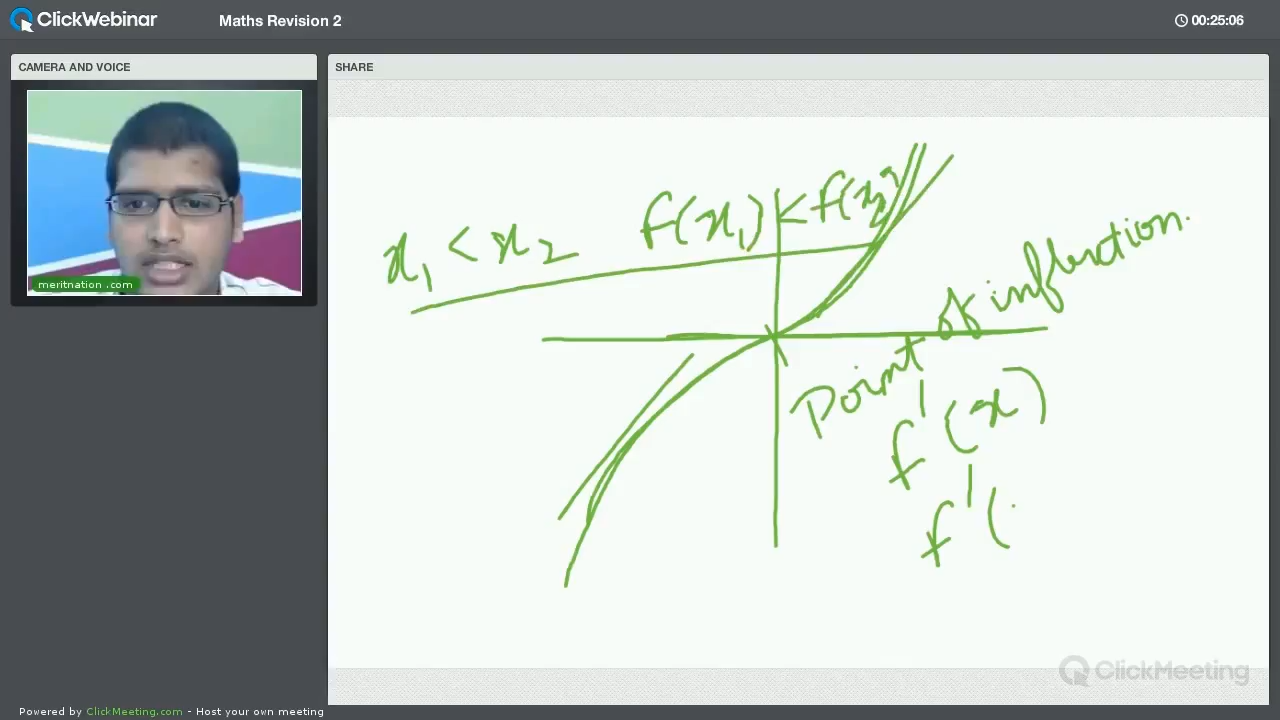 ClickWebinar
Maths Revision 2
00:25:06
CAMERA AND VOICE
SHARE
meritnation .com
x₁ < x₂
f(x₁) < f(x₂)
Point of inflection.
f'(x)
f'(
ClickMeeting
Powered by ClickMeeting.com - Host your own meeting